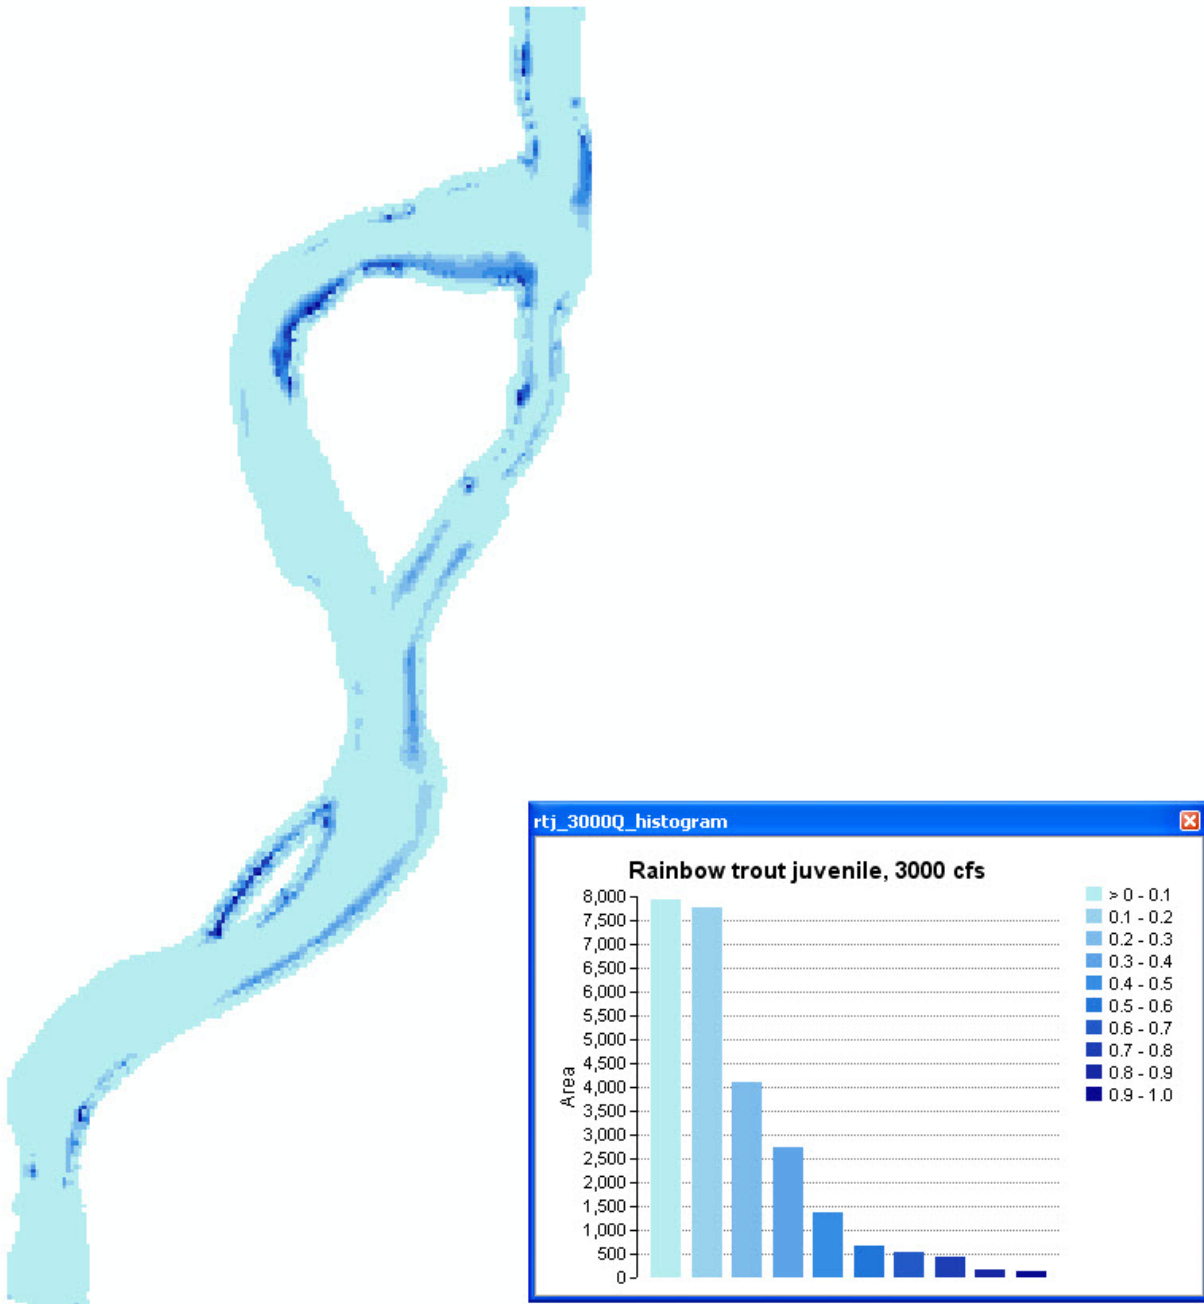 rtj_3000Q_histogram
Rainbow trout juvenile, 3000 cfs
8,000
7,500
7,000
6,500
6,000
5,500
5,000
4,500
4,000
3,500
3,000
2,500
2,000
1,500
1,000
500
0
Area
> 0 - 0.1
0.1 - 0.2
0.2 - 0.3
0.3 - 0.4
0.4 - 0.5
0.5 - 0.6
0.6 - 0.7
0.7 - 0.8
0.8 - 0.9
0.9 - 1.0